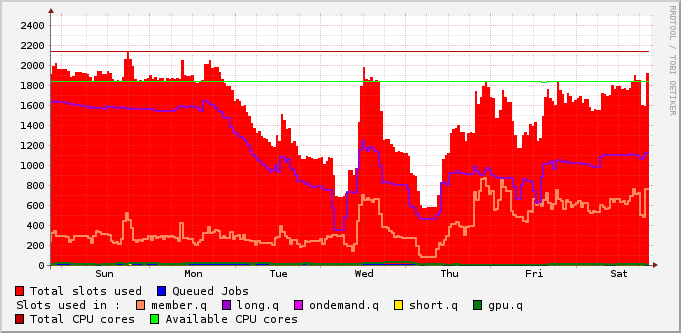 RRDTOOL / TOBI OETIKER
2400
2200
2000
1800
1600
1400
1200
1000
800
600
400
200
0
Sun Mon Tue Wed Thu Fri Sat
Total slots used Queued Jobs
Slots used in : member.q long.q ondemand.q short.q gpu.q
Total CPU cores Available CPU cores